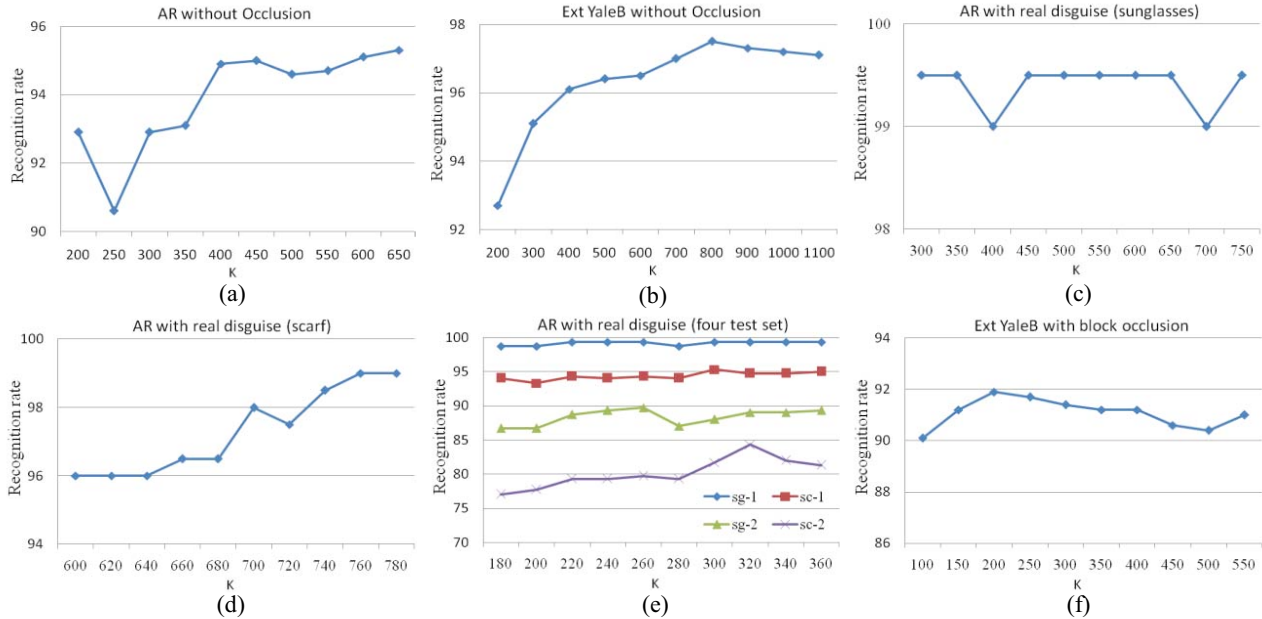 AR without Occlusion
Recognition rate
96
94
92
90
200 250 300 350 400 450 500 550 600 650
K
(a)
Ext YaleB without Occlusion
Recognition rate
98
96
94
92
200 300 400 500 600 700 800 900 1000 1100
K
(b)
AR with real disguise (sunglasses)
Recognition rate
100
99
98
300 350 400 450 500 550 600 650 700 750
K
(c)
AR with real disguise (scarf)
Recognition rate
100
98
96
94
600 620 640 660 680 700 720 740 760 780
K
(d)
AR with real disguise (four test set)
Recognition rate
100
95
90
85
80
75
70
sg-1 sc-1
sg-2 sc-2
180 200 220 240 260 280 300 320 340 360
K
(e)
Ext YaleB with block occlusion
Recognition rate
94
92
90
88
86
100 150 200 250 300 350 400 450 500 550
K
(f)